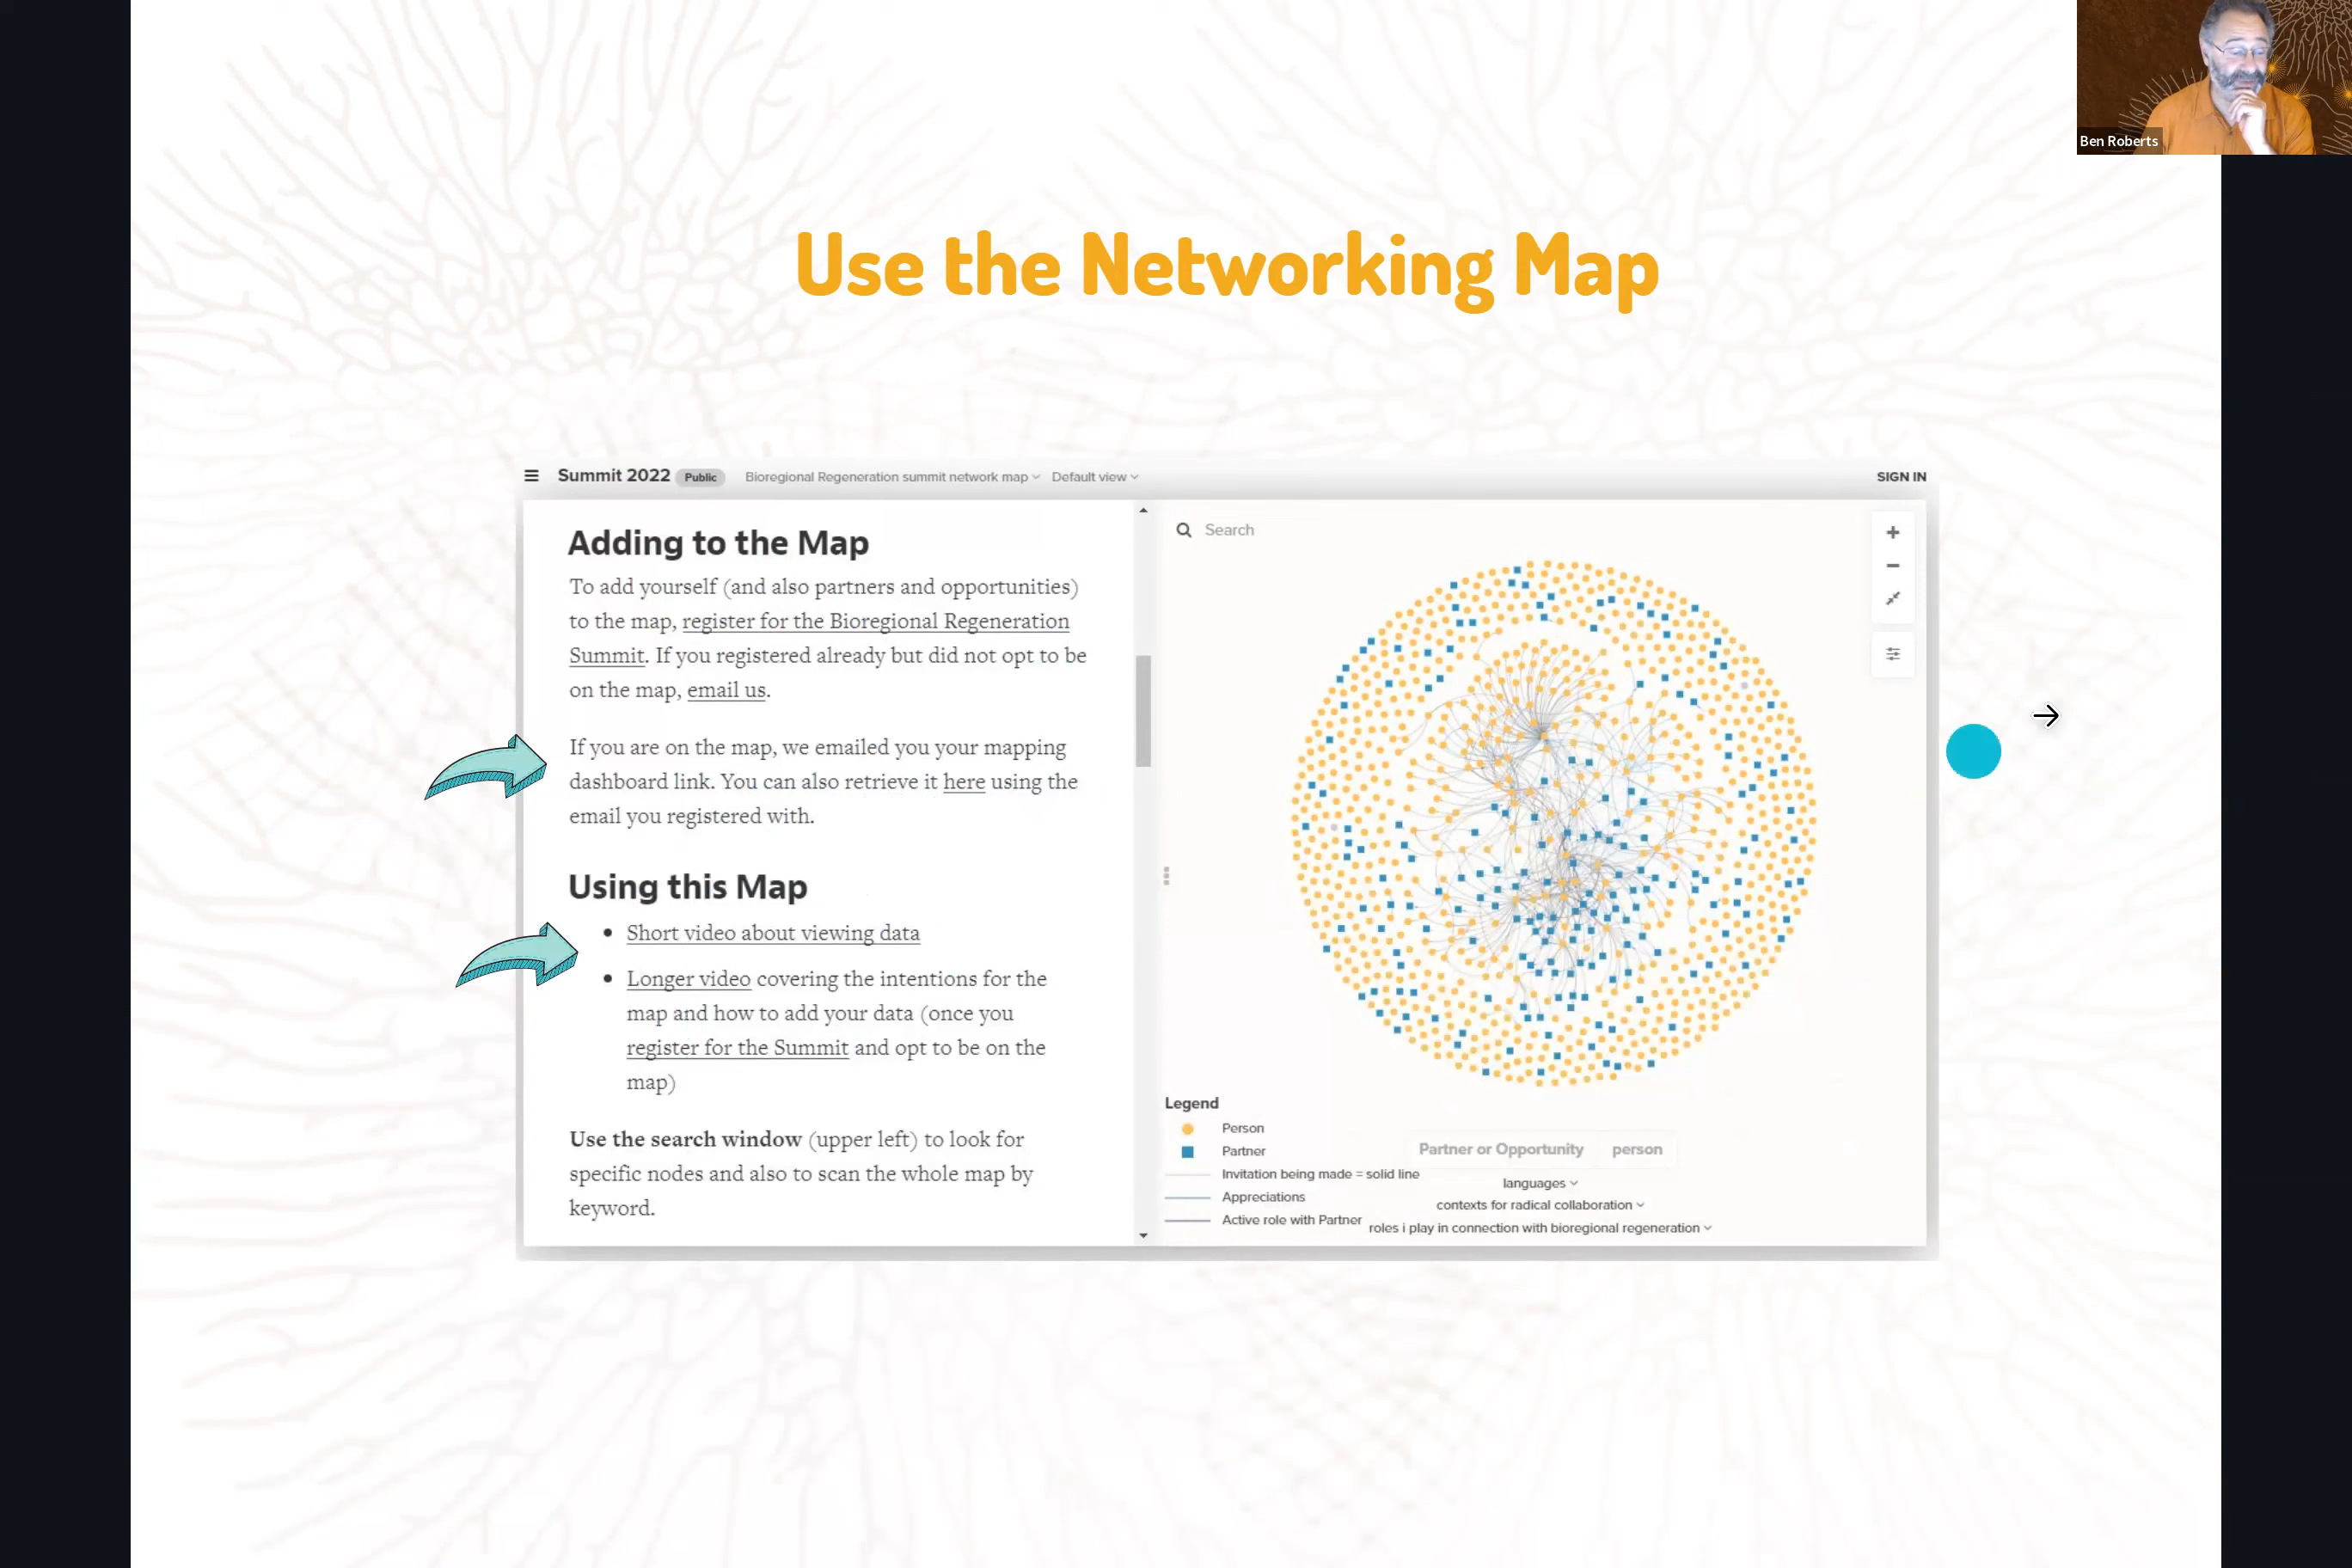 Ben Roberts
Use the Networking Map
Summit 2022 Public Bioregional Regeneration summit network map Default view SIGN IN
Adding to the Map
To add yourself (and also partners and opportunities)
to the map, register for the Bioregional Regeneration
Summit. If you registered already but did not opt to be
on the map, email us.
If you are on the map, we emailed you your mapping
dashboard link. You can also retrieve it here using the
email you registered with.
Using this Map
• Short video about viewing data
• Longer video covering the intentions for the
map and how to add your data (once you
register for the Summit and opt to be on the
map)
Use the search window (upper left) to look for
specific nodes and also to scan the whole map by
keyword.
Search
Legend
Person
Partner
Invitation being made = solid line
Appreciations
Active role with Partner
Partner or Opportunity person
languages
contexts for radical collaboration
roles i play in connection with bioregional regeneration